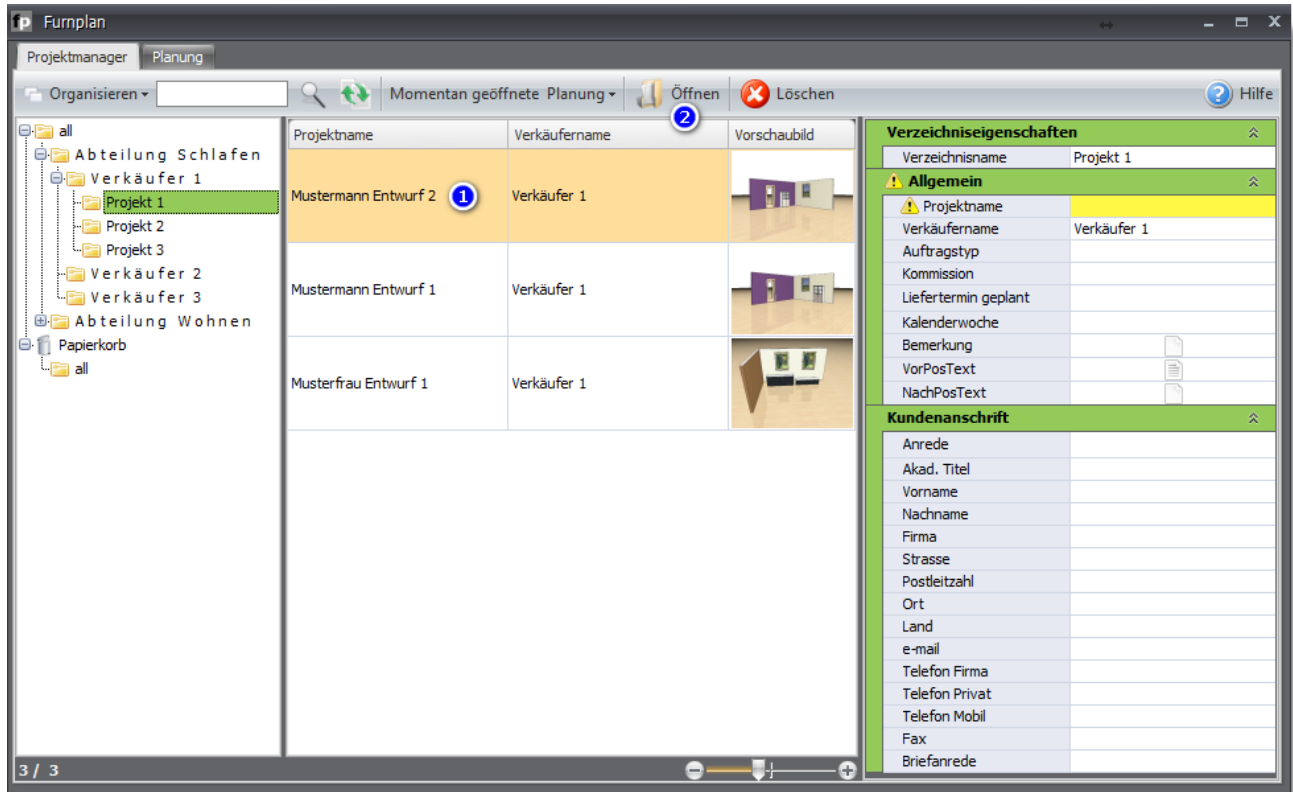 fp Furnplan
Projektmanager Planung
Organisieren Momentan geöffnete Planung Öffnen Löschen Hilfe
2
all
Abteilung Schlafen
Verkäufer 1
Projekt 1
Projekt 2
Projekt 3
Verkäufer 2
Verkäufer 3
Abteilung Wohnen
Papierkorb
all
Projektname Verkäufername Vorschaubild
Mustermann Entwurf 2 1 Verkäufer 1
Mustermann Entwurf 1 Verkäufer 1
Musterfrau Entwurf 1 Verkäufer 1
Verzeichniseigenschaften
Verzeichnisname Projekt 1
Allgemein
Projektname
Verkäufername Verkäufer 1
Auftragstyp
Kommission
Liefertermin geplant
Kalenderwoche
Bemerkung
VorPosText
NachPosText
Kundenanschrift
Anrede
Akad. Titel
Vorname
Nachname
Firma
Strasse
Postleitzahl
Ort
Land
e-mail
Telefon Firma
Telefon Privat
Telefon Mobil
Fax
Briefanrede
3 / 3